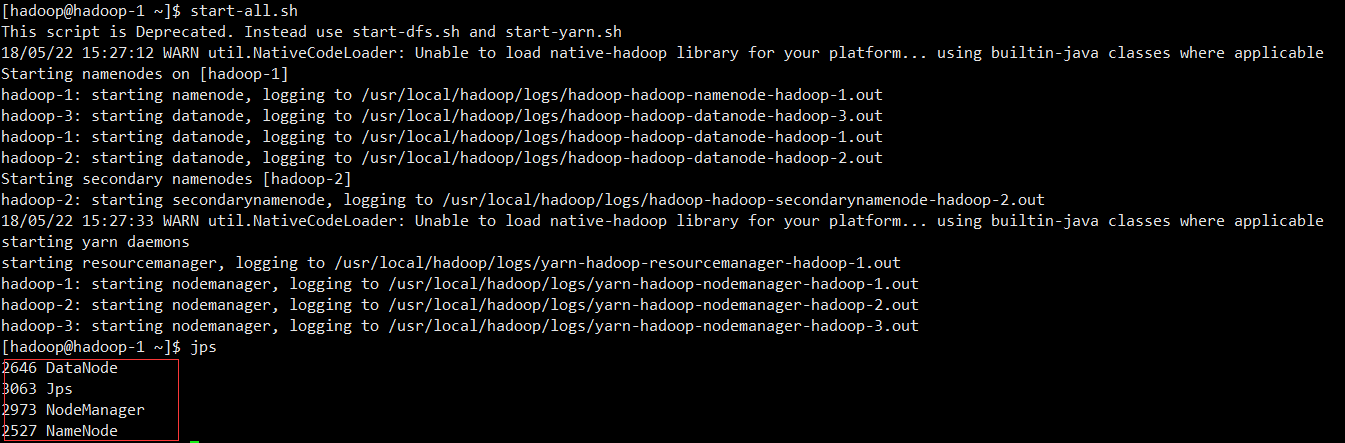 [hadoop@hadoop-1 ~]$ start-all.sh
This script is Deprecated. Instead use start-dfs.sh and start-yarn.sh
18/05/22 15:27:12 WARN util.NativeCodeLoader: Unable to load native-hadoop library for your platform... using builtin-java classes where applicable
Starting namenodes on [hadoop-1]
hadoop-1: starting namenode, logging to /usr/local/hadoop/logs/hadoop-hadoop-namenode-hadoop-1.out
hadoop-3: starting datanode, logging to /usr/local/hadoop/logs/hadoop-hadoop-datanode-hadoop-3.out
hadoop-1: starting datanode, logging to /usr/local/hadoop/logs/hadoop-hadoop-datanode-hadoop-1.out
hadoop-2: starting datanode, logging to /usr/local/hadoop/logs/hadoop-hadoop-datanode-hadoop-2.out
Starting secondary namenodes [hadoop-2]
hadoop-2: starting secondarynamenode, logging to /usr/local/hadoop/logs/hadoop-hadoop-secondarynamenode-hadoop-2.out
18/05/22 15:27:33 WARN util.NativeCodeLoader: Unable to load native-hadoop library for your platform... using builtin-java classes where applicable
starting yarn daemons
starting resourcemanager, logging to /usr/local/hadoop/logs/yarn-hadoop-resourcemanager-hadoop-1.out
hadoop-1: starting nodemanager, logging to /usr/local/hadoop/logs/yarn-hadoop-nodemanager-hadoop-1.out
hadoop-2: starting nodemanager, logging to /usr/local/hadoop/logs/yarn-hadoop-nodemanager-hadoop-2.out
hadoop-3: starting nodemanager, logging to /usr/local/hadoop/logs/yarn-hadoop-nodemanager-hadoop-3.out
[hadoop@hadoop-1 ~]$ jps
2646 DataNode
3063 Jps
2973 NodeManager
2527 NameNode